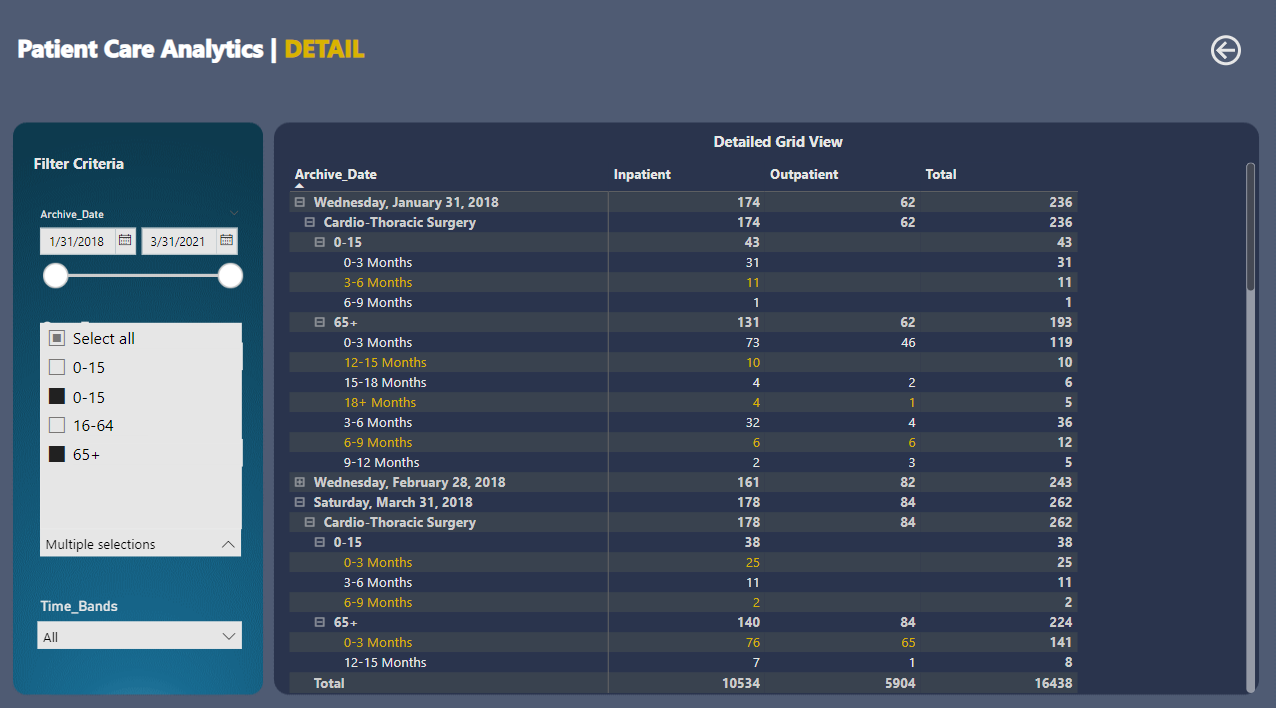 Patient Care Analytics | DETAIL
Filter Criteria
Archive_Date
1/31/2018 3/31/2021
Select all
0-15
0-15
16-64
65+
Multiple selections
Time_Bands
All
Detailed Grid View
Archive_Date Inpatient Outpatient Total
Wednesday, January 31, 2018 174 62 236
Cardio-Thoracic Surgery 174 62 236
0-15 43 43
0-3 Months 31 31
3-6 Months 11 11
6-9 Months 1 1
65+ 131 62 193
0-3 Months 73 46 119
12-15 Months 10 10
15-18 Months 4 2 6
18+ Months 4 1 5
3-6 Months 32 4 36
6-9 Months 6 6 12
9-12 Months 2 3 5
Wednesday, February 28, 2018 161 82 243
Saturday, March 31, 2018 178 84 262
Cardio-Thoracic Surgery 178 84 262
0-15 38 38
0-3 Months 25 25
3-6 Months 11 11
6-9 Months 2 2
65+ 140 84 224
0-3 Months 76 65 141
12-15 Months 7 1 8
Total 10534 5904 16438